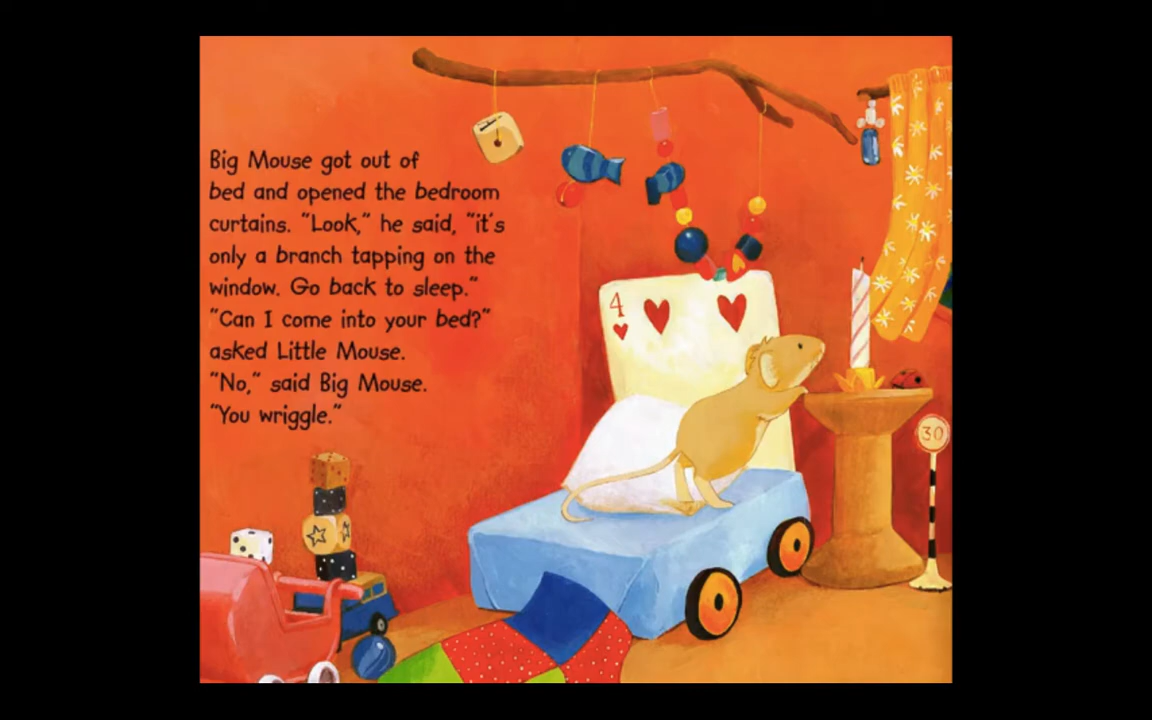 Big Mouse got out of
bed and opened the bedroom
curtains. "Look," he said, "it's
only a branch tapping on the
window. Go back to sleep."
"Can I come into your bed?"
asked Little Mouse.
"No," said Big Mouse.
"You wriggle."
4
30